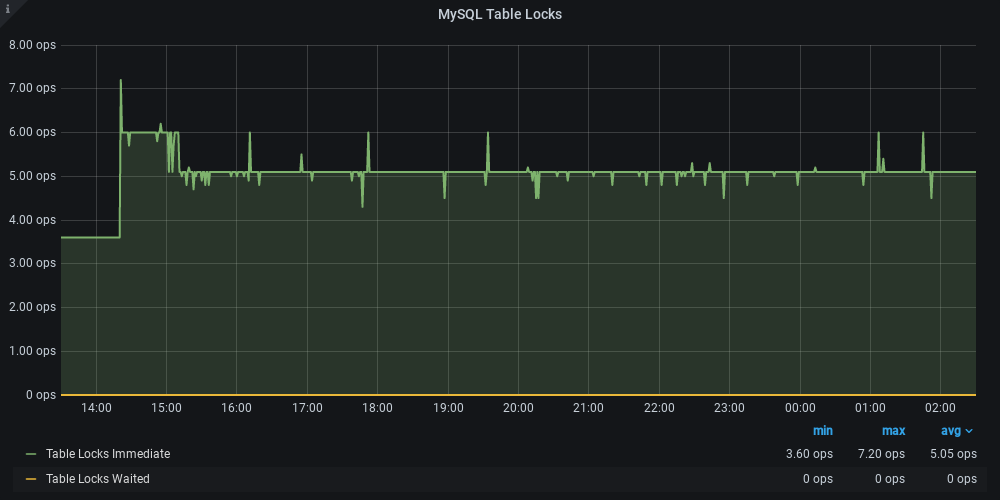 i
MySQL Table Locks
8.00 ops
7.00 ops
6.00 ops
5.00 ops
4.00 ops
3.00 ops
2.00 ops
1.00 ops
0 ops
14:00 15:00 16:00 17:00 18:00 19:00 20:00 21:00 22:00 23:00 00:00 01:00 02:00
min max avg
Table Locks Immediate 3.60 ops 7.20 ops 5.05 ops
Table Locks Waited 0 ops 0 ops 0 ops